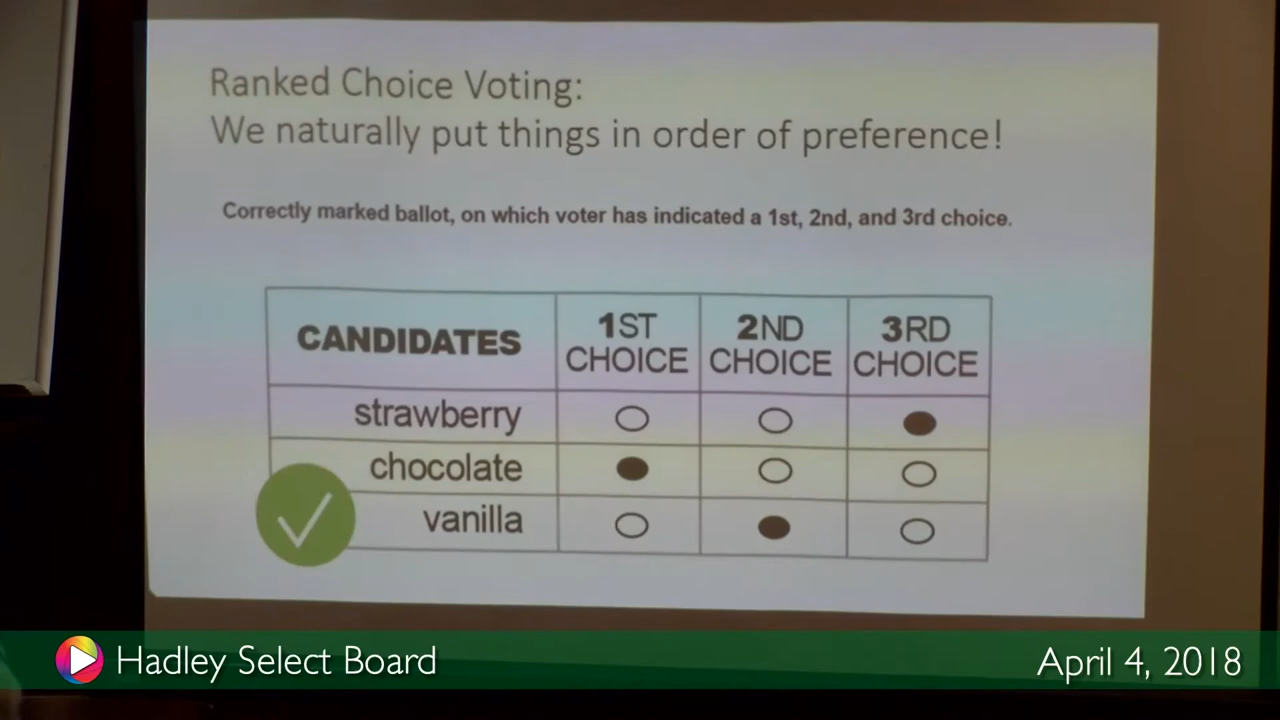 Ranked Choice Voting:
We naturally put things in order of preference!
Correctly marked ballot, on which voter has indicated a 1st, 2nd, and 3rd choice.
CANDIDATES
1ST CHOICE
2ND CHOICE
3RD CHOICE
strawberry
chocolate
vanilla
Hadley Select Board
April 4, 2018